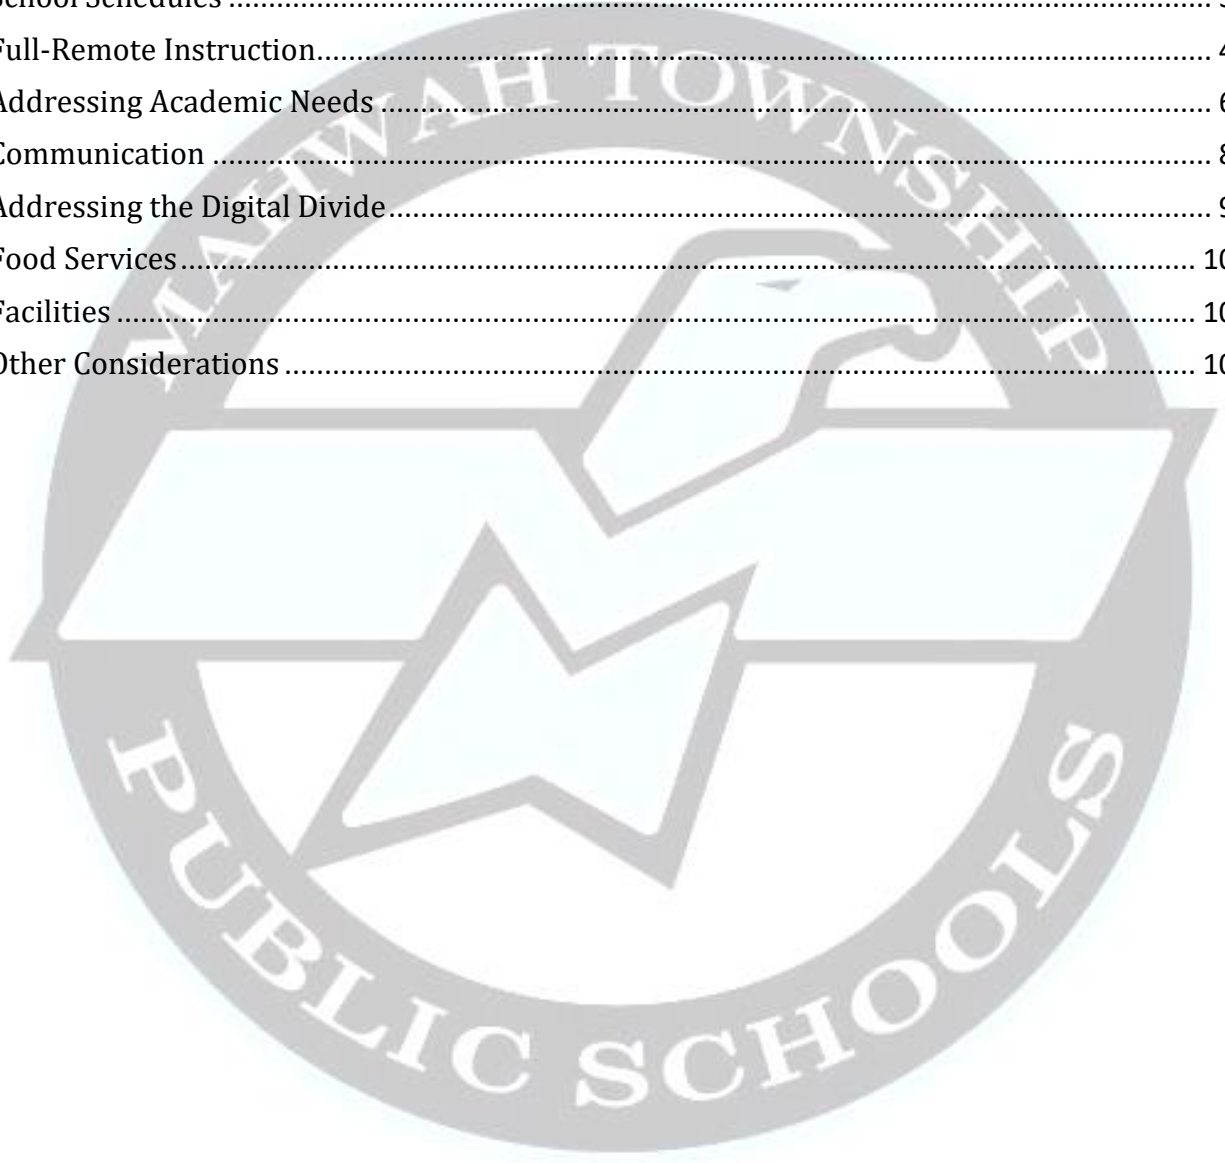 School Schedules ........................................ 3
Full-Remote Instruction........................................ 4
Addressing Academic Needs ........................................ 6
Communication ........................................ 8
Addressing the Digital Divide........................................ 9
Food Services........................................ 10
Facilities ........................................ 10
Other Considerations ........................................ 10
MAHWAH TOWNSHIP
PUBLIC SCHOOLS